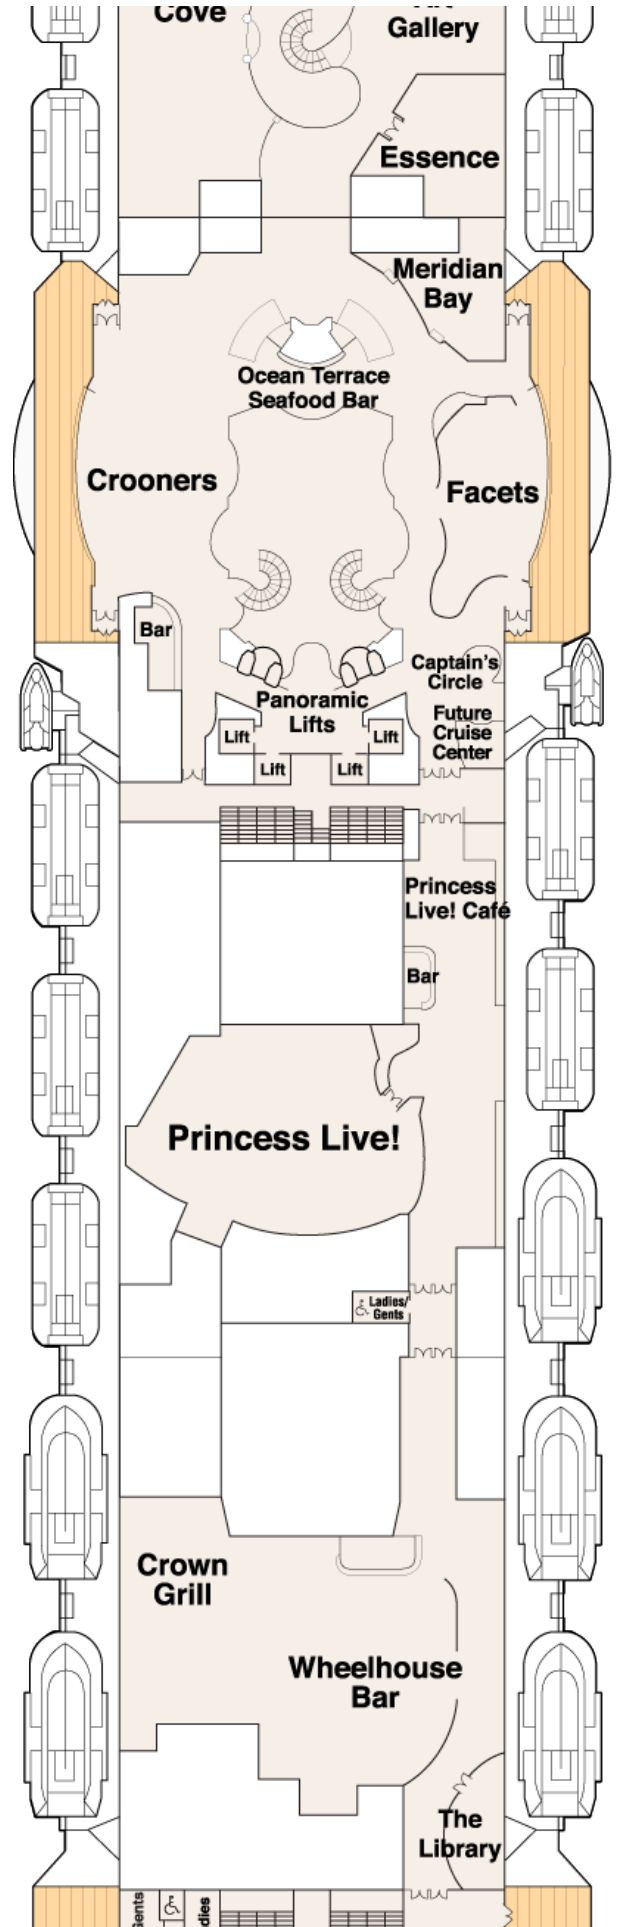 Cove
Gallery
Essence
Meridian
Bay
Ocean Terrace
Seafood Bar
Crooners
Facets
Bar
Captain's
Circle
Panoramic
Lifts
Future
Cruise
Center
Lift
Lift
Lift
Lift
Princess
Live! Café
Bar
Princess Live!
Ladies/
Gents
Crown
Grill
Wheelhouse
Bar
The
Library